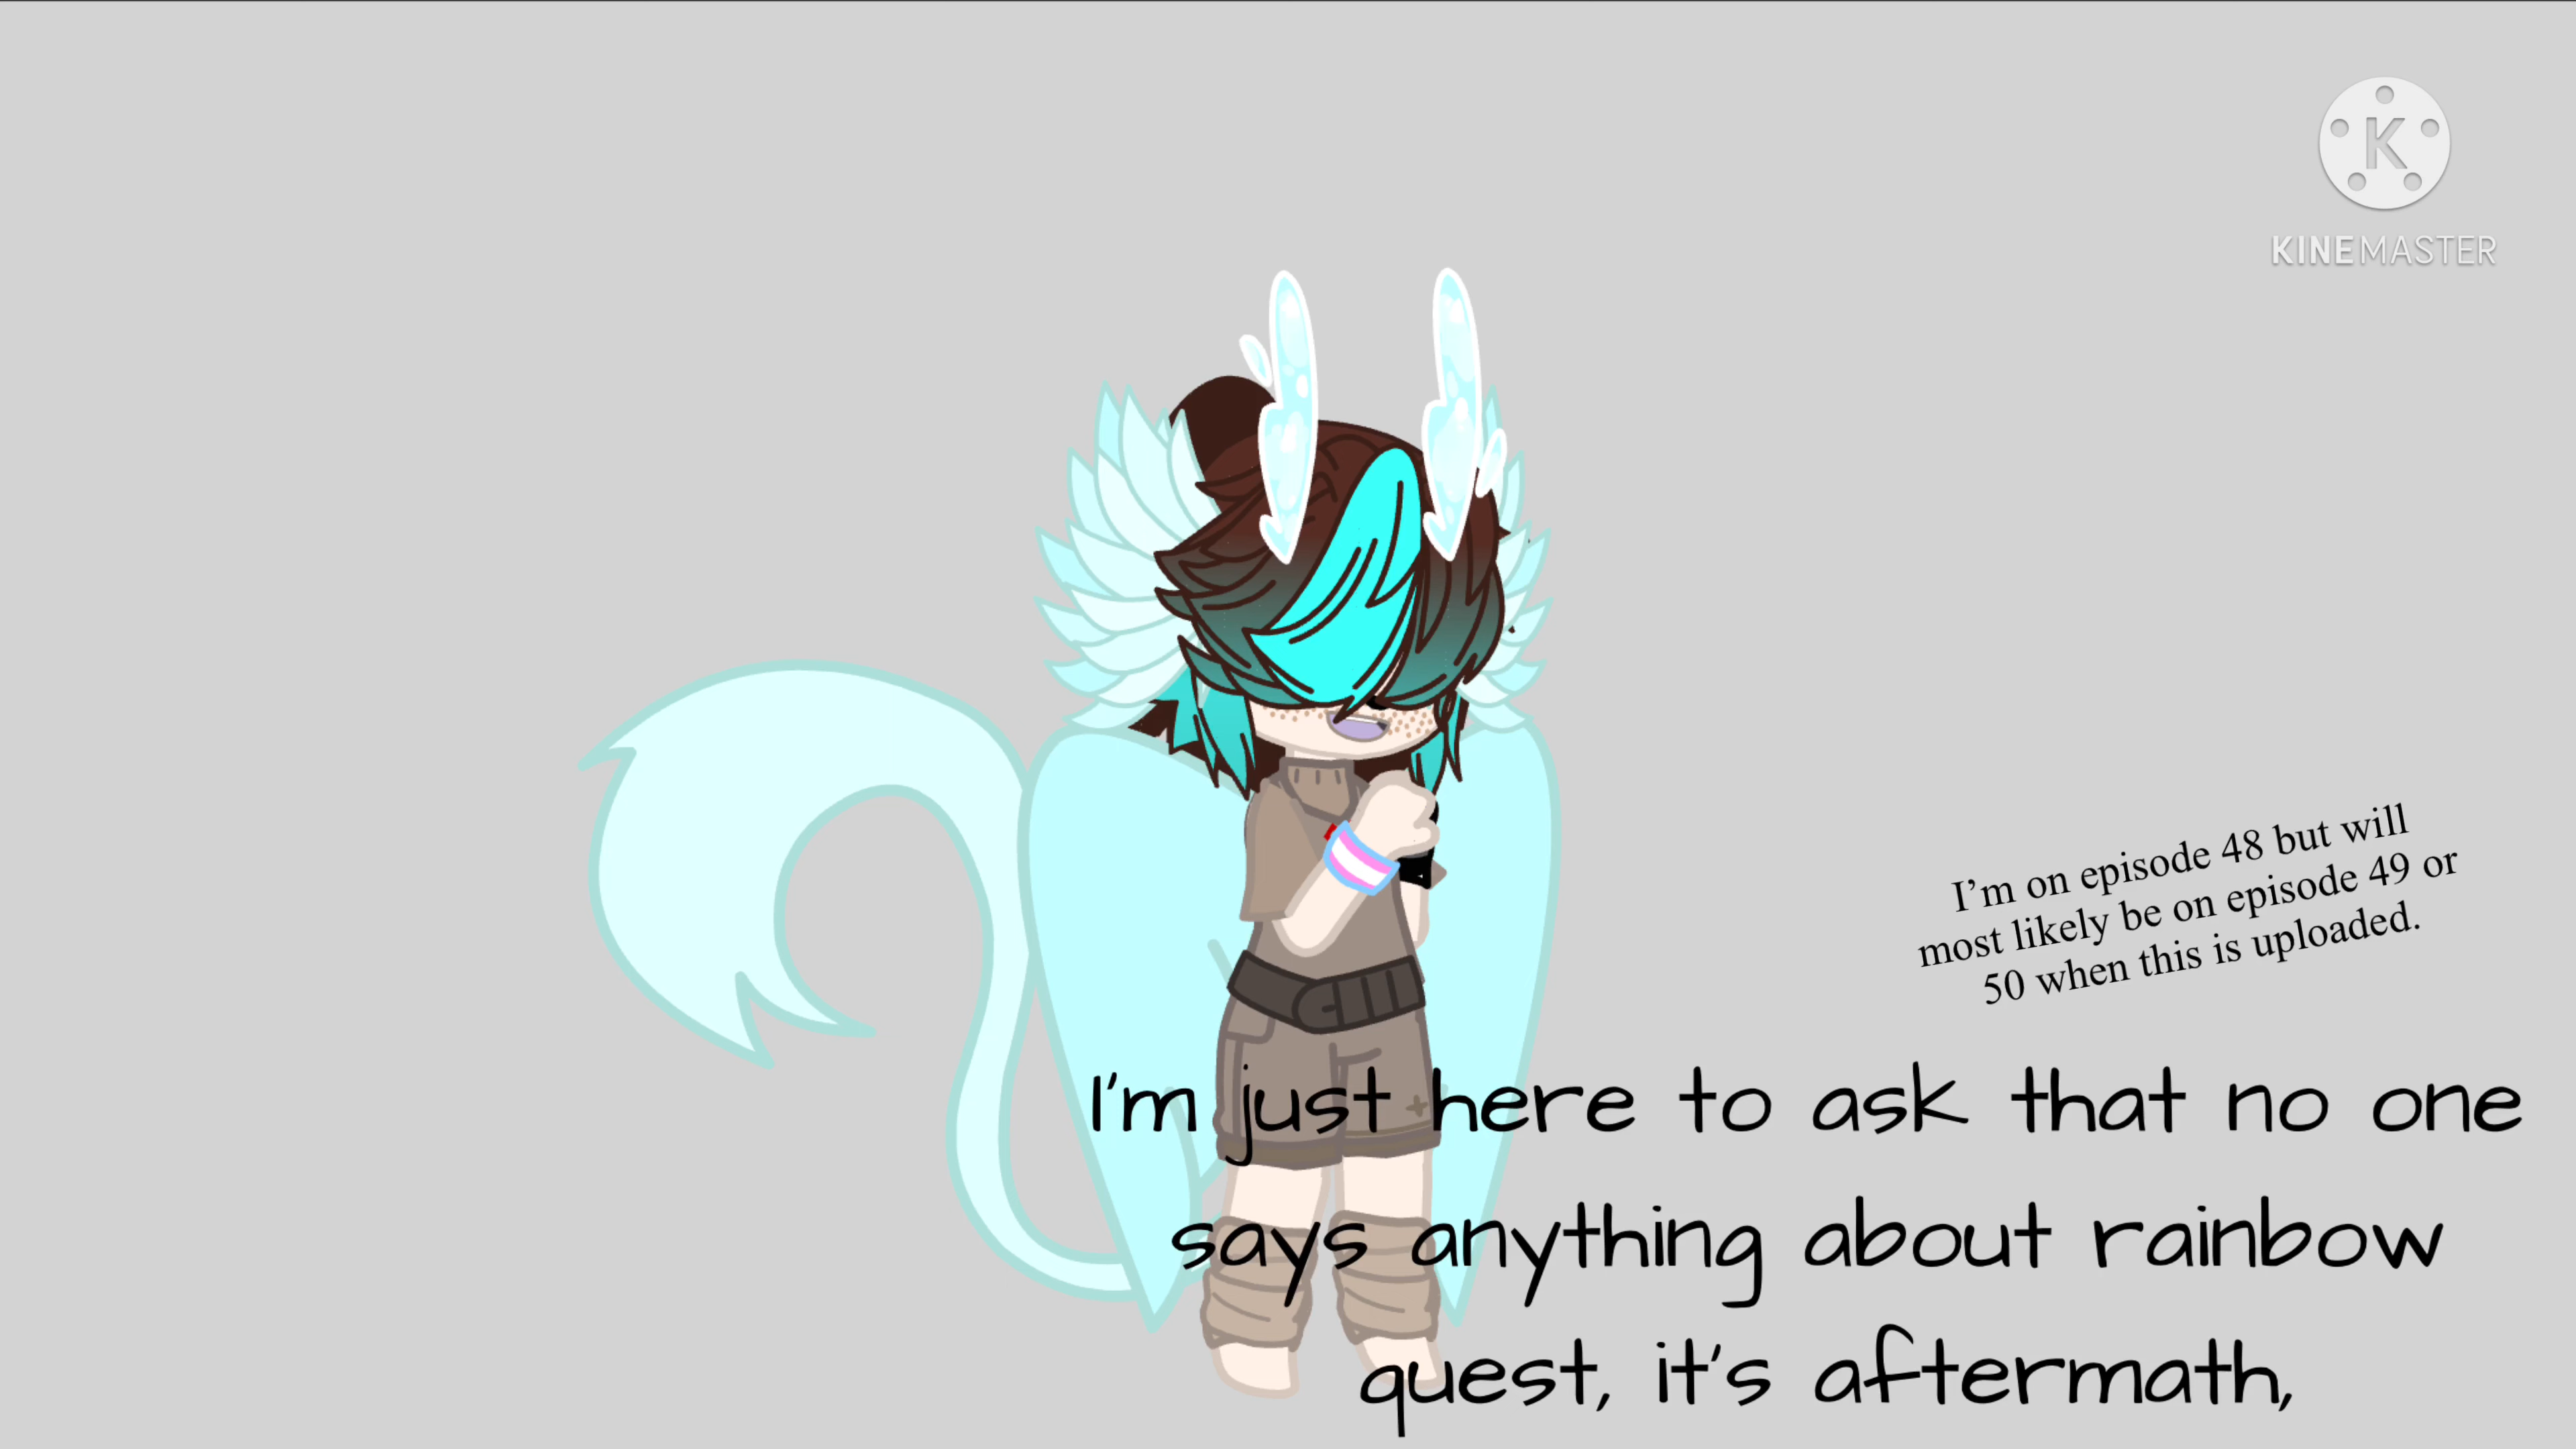 K
KINEMASTER
I'm on episode 48 but will
most likely be on episode 49 or
50 when this is uploaded.
I'm just here to ask that no one
says anything about rainbow
quest, it's aftermath,